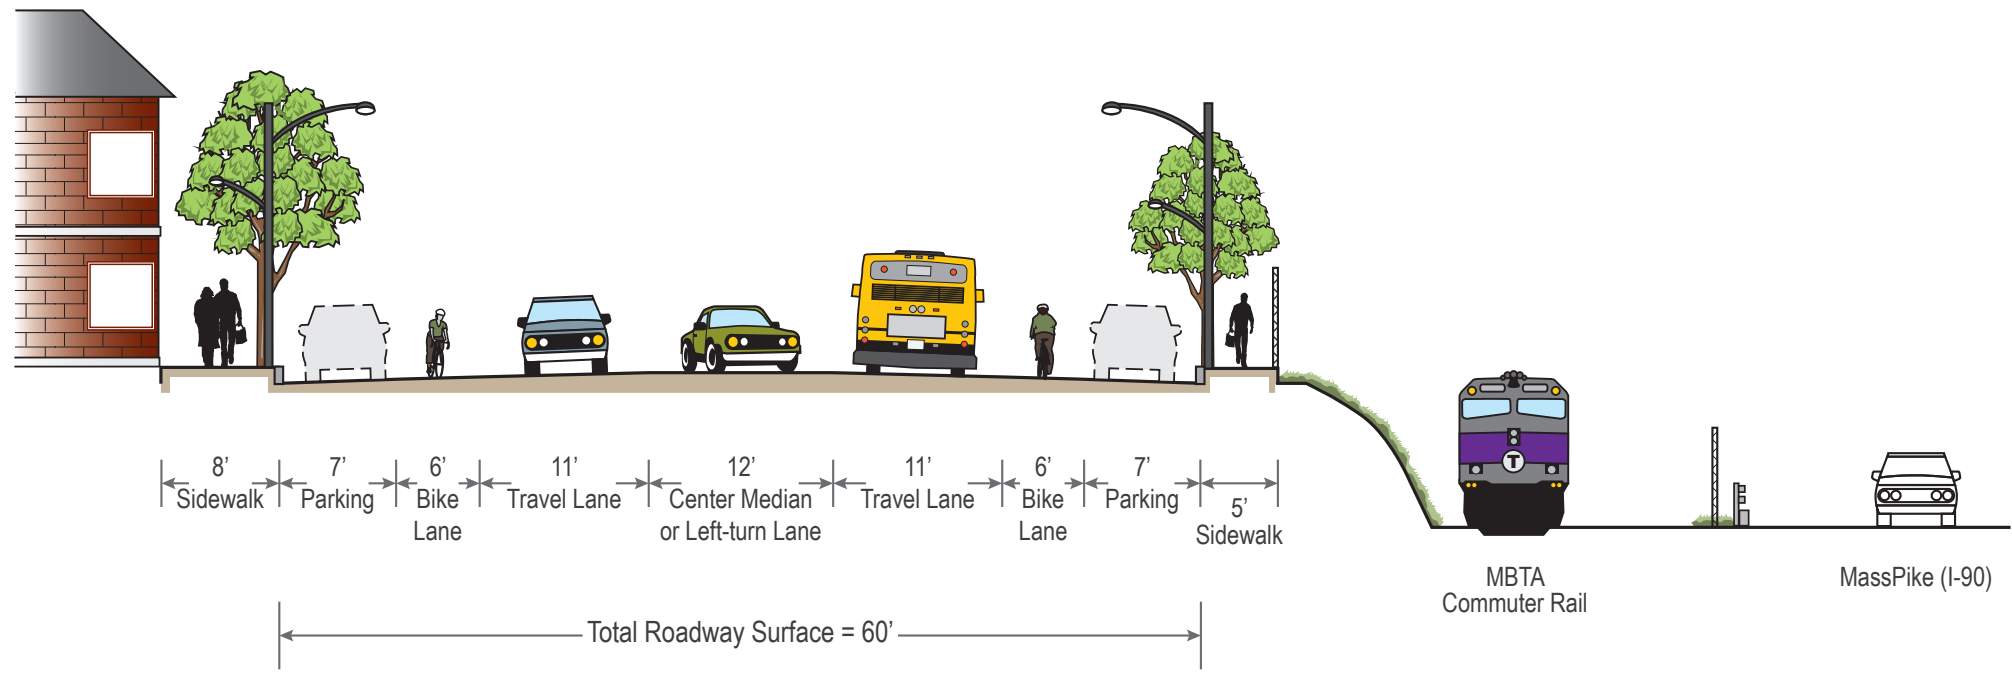 8’
Sidewalk
7’
Parking
6’
Bike
Lane
11’
Travel Lane
12’
Center Median
or Left-turn Lane
11’
Travel Lane
6’
Bike
Lane
7’
Parking
5’
Sidewalk
T
MBTA
Commuter Rail
MassPike (I-90)
Total Roadway Surface = 60’